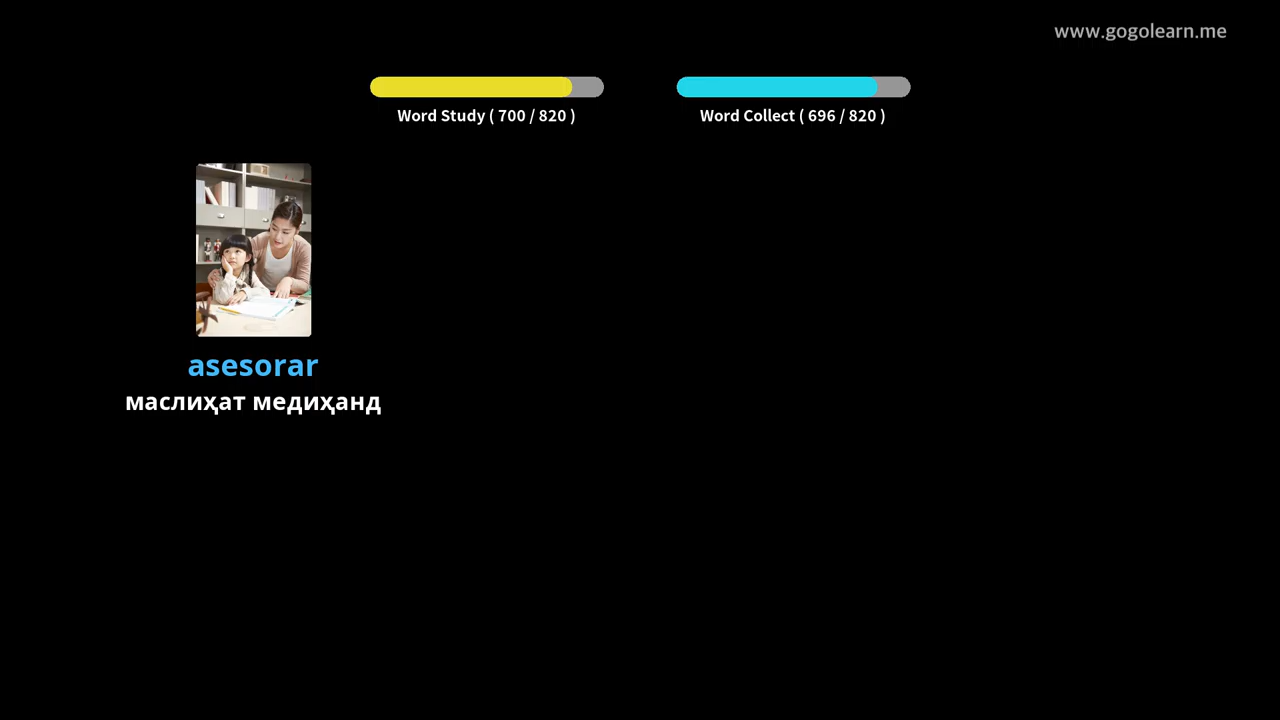 www.gogolearn.me
Word Study ( 700 / 820 )
Word Collect ( 696 / 820 )
asesorar
маслиҳат медиҳанд